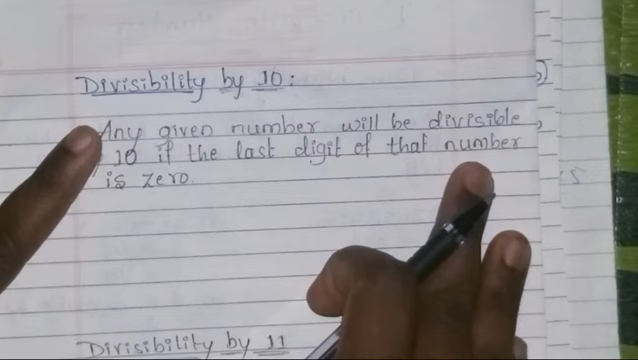 Divisibility by 10:
Any given number will be divisible
10 if the last digit of that number
is zero.
Divisibility by 11